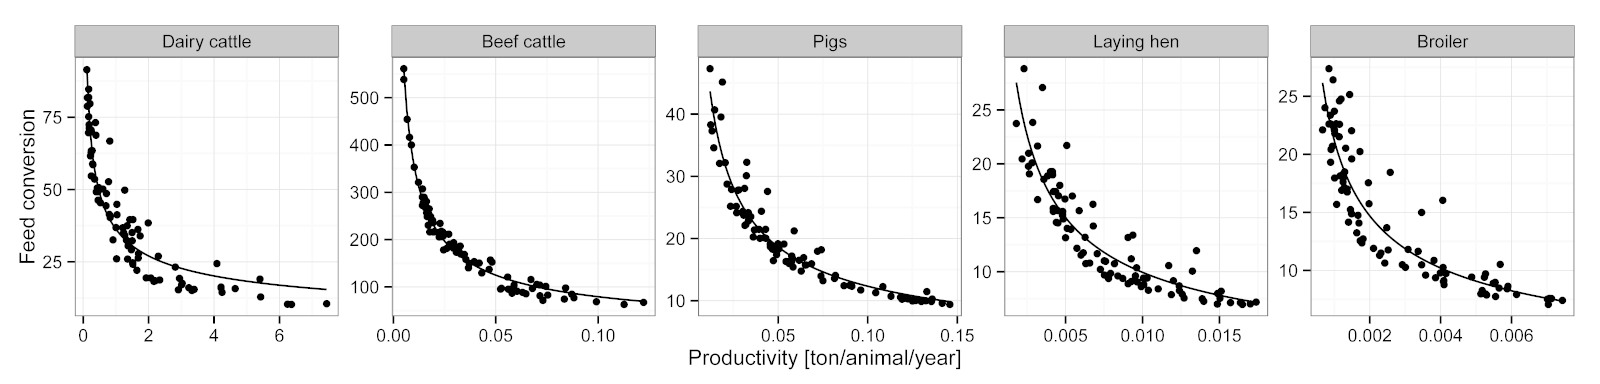 Dairy cattle
Beef cattle
Pigs
Laying hen
Broiler
Feed conversion
75
50
25
0 2 4 6
500
400
300
200
100
0.00 0.05 0.10
40
30
20
10
0.05 0.10 0.15
25
20
15
10
0.005 0.010 0.015
25
20
15
10
0.002 0.004 0.006
Productivity [ton/animal/year]